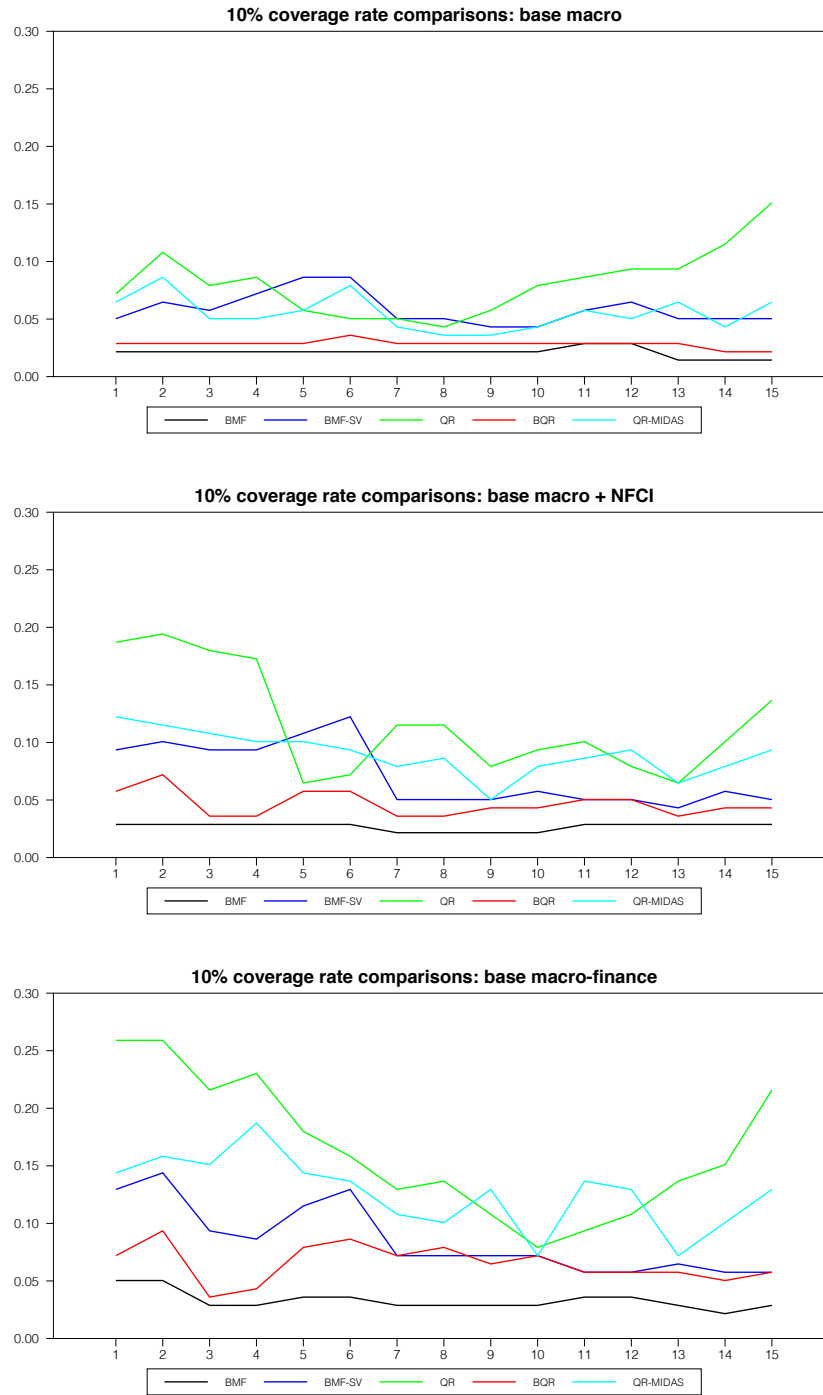 10% coverage rate comparisons: base macro
0.30
0.25
0.20
0.15
0.10
0.05
0.00
1 2 3 4 5 6 7 8 9 10 11 12 13 14 15
BMF BMF-SV QR BQR QR-MIDAS
10% coverage rate comparisons: base macro + NFCI
0.30
0.25
0.20
0.15
0.10
0.05
0.00
1 2 3 4 5 6 7 8 9 10 11 12 13 14 15
BMF BMF-SV QR BQR QR-MIDAS
10% coverage rate comparisons: base macro-finance
0.30
0.25
0.20
0.15
0.10
0.05
0.00
1 2 3 4 5 6 7 8 9 10 11 12 13 14 15
BMF BMF-SV QR BQR QR-MIDAS